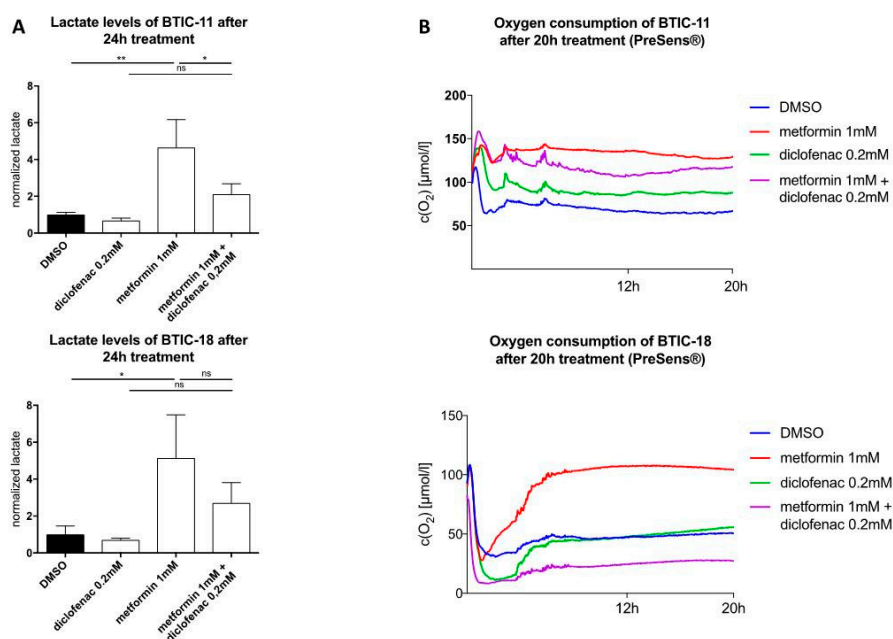 A
Lactate levels of BTIC-11 after
24h treatment
**
*
ns
8
6
4
2
0
normalized lactate
DMSO
diclofenac 0.2mM
metformin 1mM
metformin 1mM +
diclofenac 0,2mM
B
Oxygen consumption of BTIC-11
after 20h treatment (PreSens®)
200
150
100
50
c(O2) [µmol/l]
12h
20h
DMSO
metformin 1mM
diclofenac 0.2mM
metformin 1mM +
diclofenac 0.2mM
Lactate levels of BTIC-18 after
24h treatment
*
ns
ns
8
6
4
2
0
normalized lactate
DMSO
diclofenac 0.2mM
metformin 1mM
metformin 1mM +
diclofenac 0,2mM
Oxygen consumption of BTIC-18
after 20h treatment (PreSens®)
150
100
50
0
c(O2) [µmol/l]
12h
20h
DMSO
metformin 1mM
diclofenac 0.2mM
metformin 1mM +
diclofenac 0.2mM